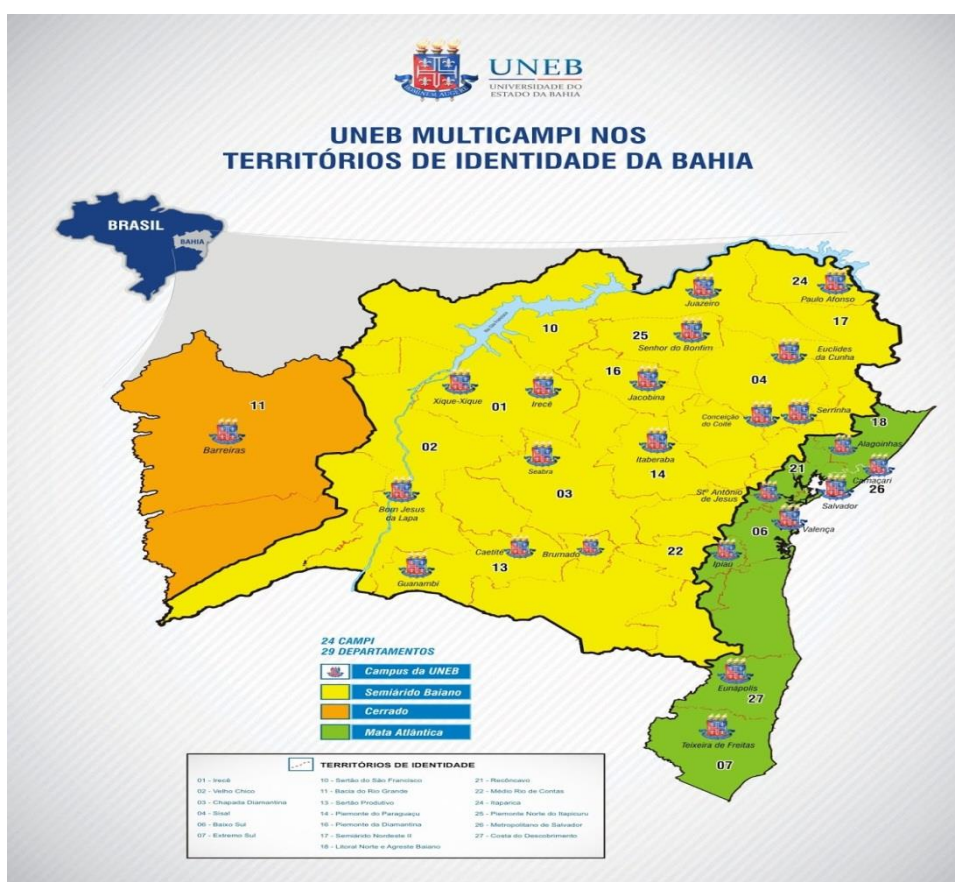 UNEB
UNIVERSIDADE DO
ESTADO DA BAHIA
UNEB MULTICAMPI NOS
TERRITÓRIOS DE IDENTIDADE DA BAHIA
BRASIL
BAHIA
24
Paulo Afonso
Juazeiro
10
25
17
Senhor do Bonfim
Euclides
da Cunha
16
04
Xique-Xique
01
Irecê
Jacobina
11
Barreiras
Conceição
do Coité
Serrinha
18
02
Alagoinhas
Seabra
Itaberaba
14
21
Camaçari
26
03
Stº Antônio
de Jesus
Salvador
Bom Jesus
da Lapa
06
Valença
Caetité
Brumado
22
Ipiaú
13
Guanambi
24 CAMPI
29 DEPARTAMENTOS
Campus da UNEB
Semiárido Baiano
Cerrado
Mata Atlântica
Eunápolis
27
Teixeira de Freitas
07
TERRITÓRIOS DE IDENTIDADE
01 - Irecê
02 - Velho Chico
03 - Chapada Diamantina
04 - Sisal
06 - Baixo Sul
07 - Extremo Sul
10 - Sertão do São Francisco
11 - Bacia do Rio Grande
13 - Sertão Produtivo
14 - Piemonte do Paraguaçu
16 - Piemonte da Diamantina
17 - Semiárido Nordeste II
18 - Litoral Norte e Agreste Baiano
21 - Recôncavo
22 - Médio Rio de Contas
24 - Itaparica
25 - Piemonte Norte do Itapicuru
26 - Metropolitano de Salvador
27 - Costa do Descobrimento